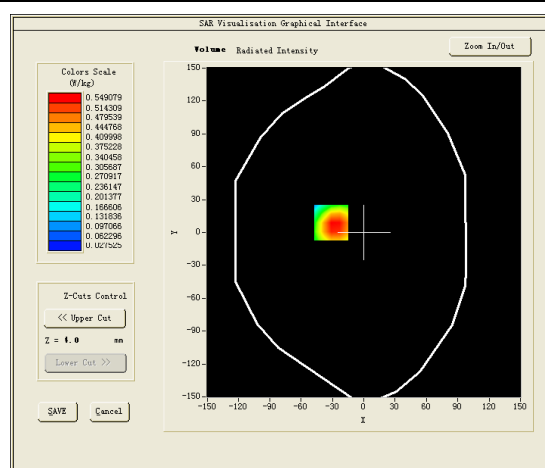 SAR Visualisation Graphical Interface
Volume Radiated Intensity
Zoom In/Out
Colors Scale
(W/kg)
0.549079
0.514309
0.479539
0.444768
0.409998
0.375228
0.340458
0.305687
0.270917
0.236147
0.201377
0.166606
0.131836
0.097066
0.062296
0.027525
Z-Cuts Control
<< Upper Cut
Z = 4.0 mm
Lower Cut >>
SAVE Cancel
150
120
90
60
30
0
-30
-60
-90
-120
-150
Y
-150 -120 -90 -60 -30 0 30 60 90 120 150
X